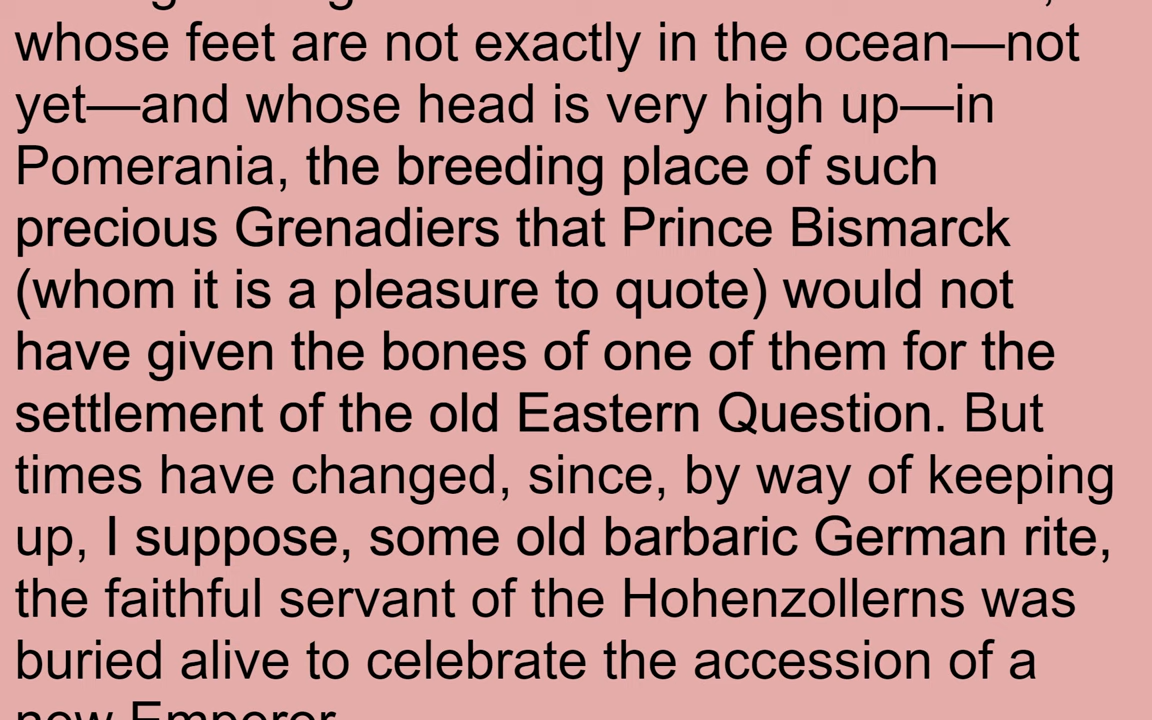 whose feet are not exactly in the ocean—not
yet—and whose head is very high up—in
Pomerania, the breeding place of such
precious Grenadiers that Prince Bismarck
(whom it is a pleasure to quote) would not
have given the bones of one of them for the
settlement of the old Eastern Question. But
times have changed, since, by way of keeping
up, I suppose, some old barbaric German rite,
the faithful servant of the Hohenzollerns was
buried alive to celebrate the accession of a
new Emperor.